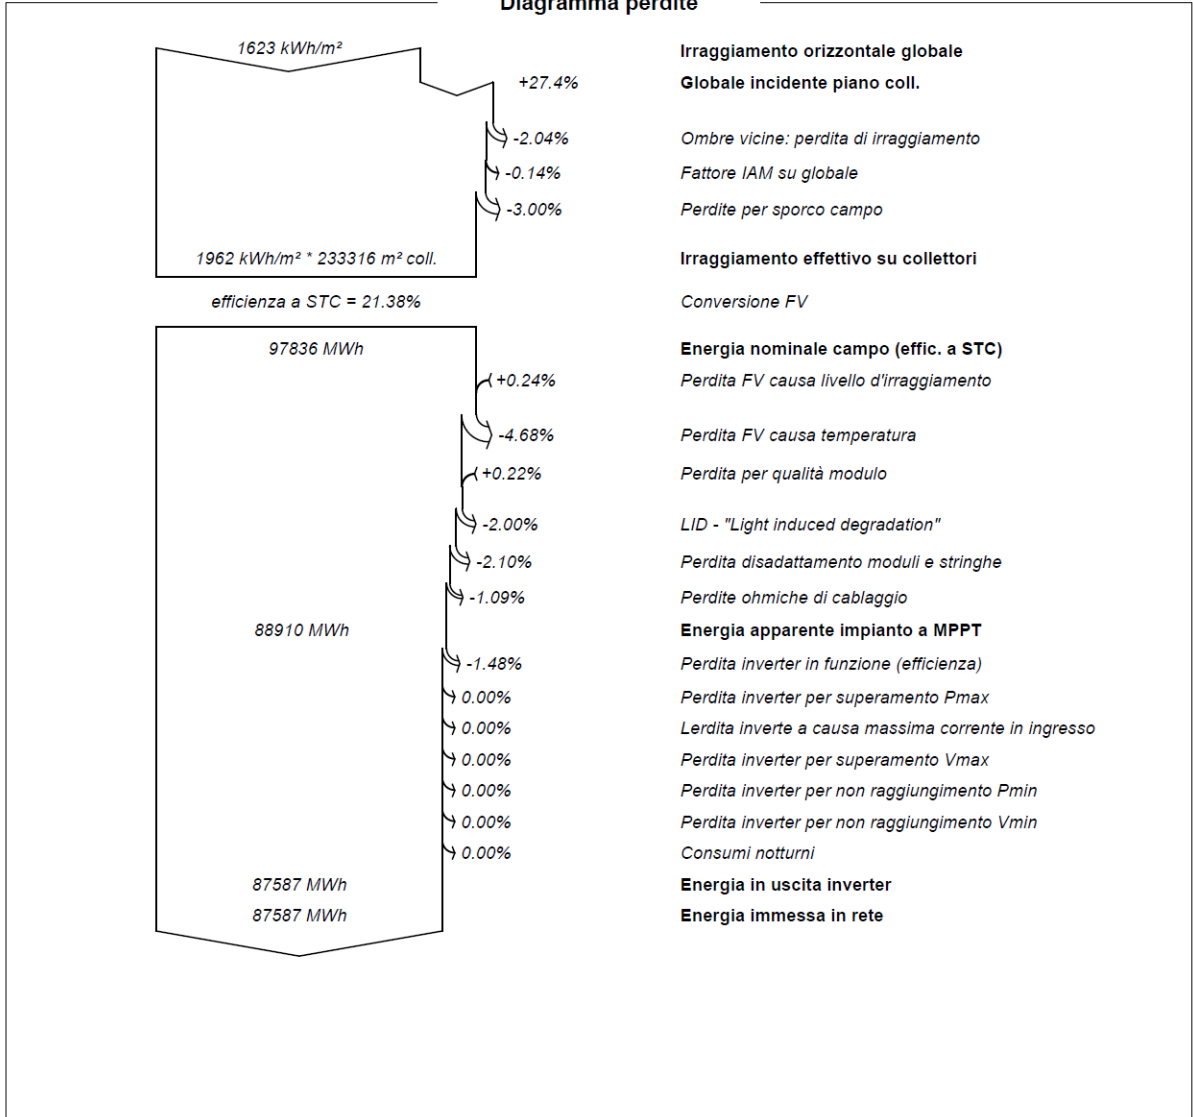 Diagramma perdite
1623 kWh/m² Irraggiamento orizzontale globale
+27.4% Globale incidente piano coll.
-2.04% Ombre vicine: perdita di irraggiamento
-0.14% Fattore IAM su globale
-3.00% Perdite per sporco campo
1962 kWh/m² * 233316 m² coll. Irraggiamento effettivo su collettori
efficienza a STC = 21.38% Conversione FV
97836 MWh Energia nominale campo (effic. a STC)
+0.24% Perdita FV causa livello d'irraggiamento
-4.68% Perdita FV causa temperatura
+0.22% Perdita per qualità modulo
-2.00% LID - "Light induced degradation"
-2.10% Perdita disadattamento moduli e stringhe
-1.09% Perdite ohmiche di cablaggio
88910 MWh Energia apparente impianto a MPPT
-1.48% Perdita inverter in funzione (efficienza)
0.00% Perdita inverter per superamento Pmax
0.00% Lerdita inverte a causa massima corrente in ingresso
0.00% Perdita inverter per superamento Vmax
0.00% Perdita inverter per non raggiungimento Pmin
0.00% Perdita inverter per non raggiungimento Vmin
0.00% Consumi notturni
87587 MWh Energia in uscita inverter
87587 MWh Energia immessa in rete